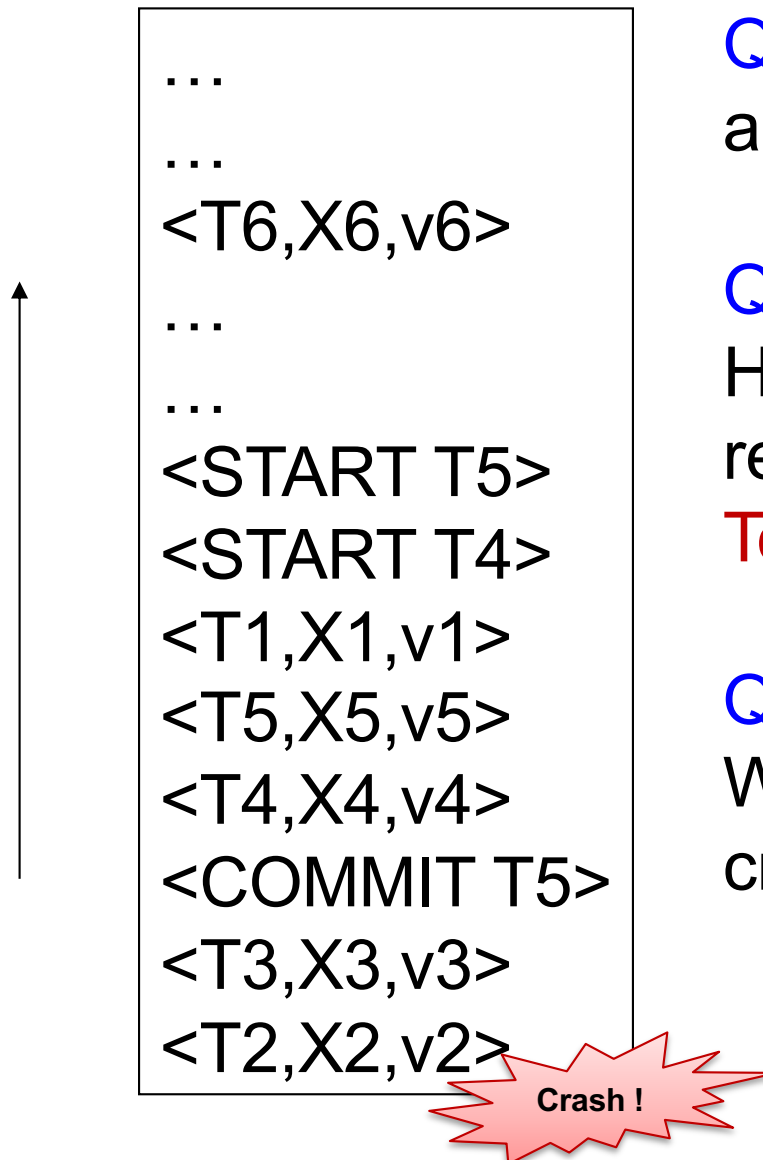 …
…
<T6,X6,v6>
…
…
<START T5>
<START T4>
<T1,X1,v1>
<T5,X5,v5>
<T4,X4,v4>
<COMMIT T5>
<T3,X3,v3>
<T2,X2,v2>
Crash !
Q
a
Q
H
re
W